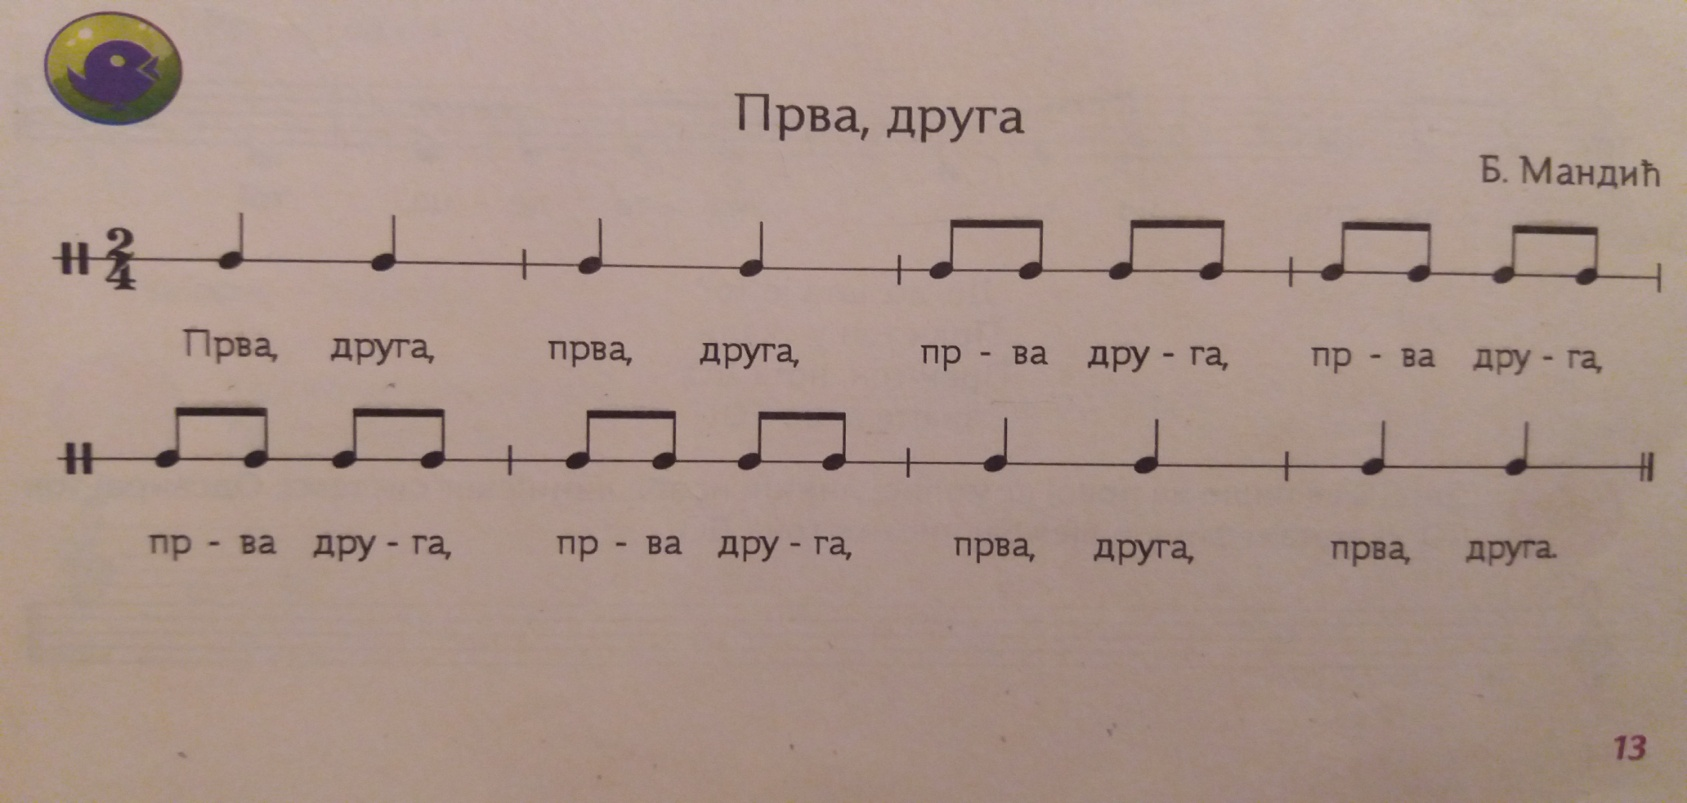 Прва, друга
Б. Мандић
2
4
Прва, друга, прва, друга, пр - ва дру - га, пр - ва дру - га,
пр - ва дру - га, пр - ва дру - га, прва, друга, прва, друга.
13